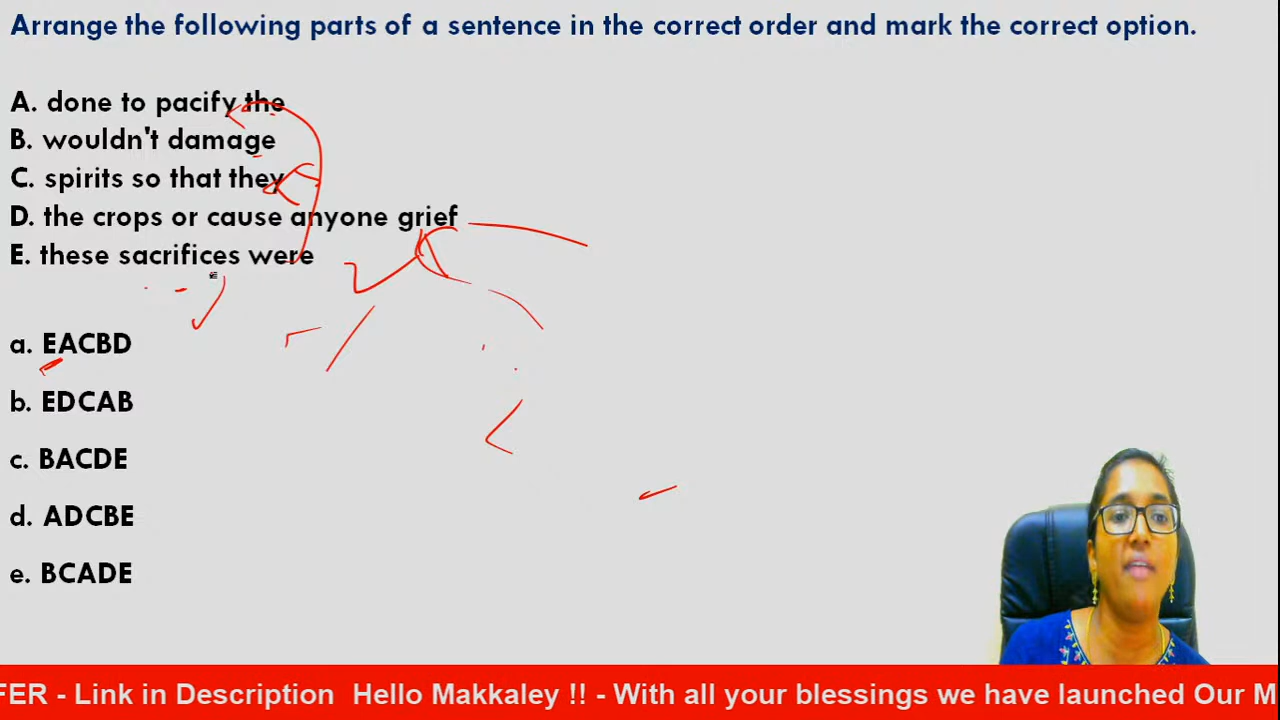 Arrange the following parts of a sentence in the correct order and mark the correct option.
A. done to pacify the
B. wouldn't damage
C. spirits so that they
D. the crops or cause anyone grief
E. these sacrifices were
a. EACBD
b. EDCAB
c. BACDE
d. ADCBE
e. BCADE
FER - Link in Description Hello Makkaley !! - With all your blessings we have launched Our M